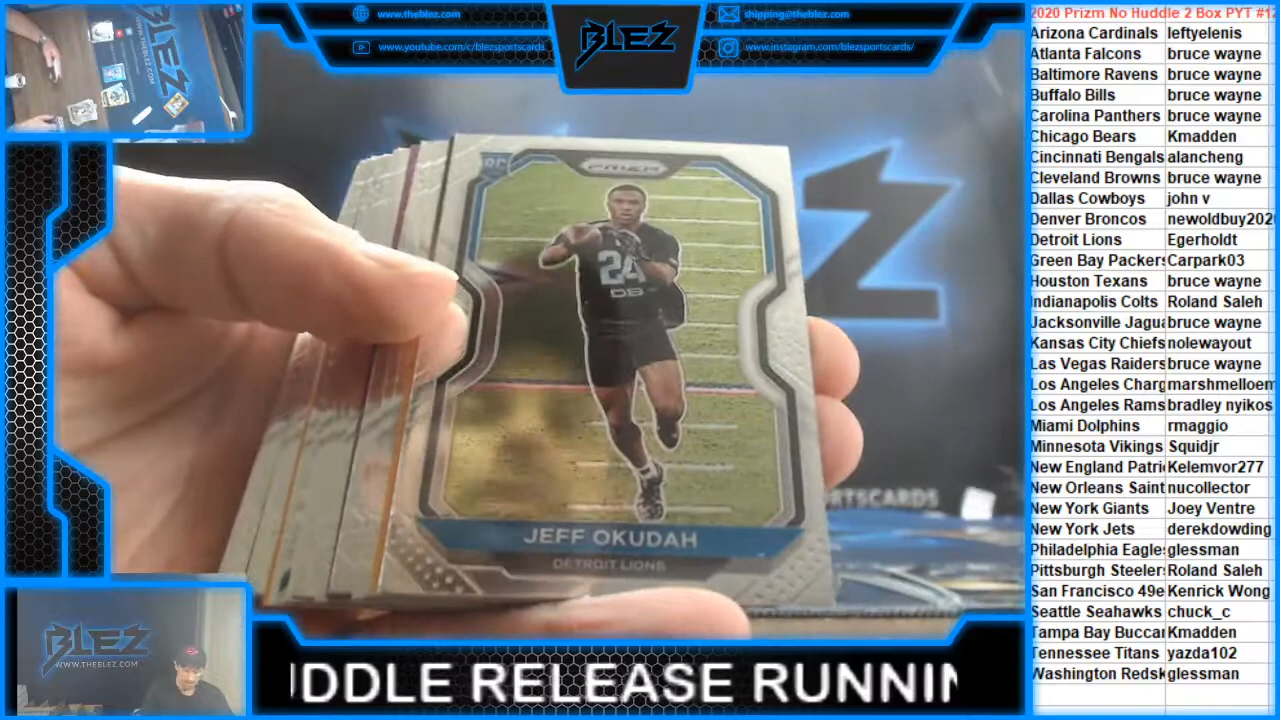 www.theblez.com
www.youtube.com/c/blezsportscards
BLEZ
shipping@theblez.com
www.instagram.com/blezsportscards/
RC
PRIZM
24
DB
JEFF OKUDAH
DETROIT LIONS
RTSCARDS
BLEZ
WWW.THEBLEZ.COM
UDDLE RELEASE RUNNIN
2020 Prizm No Huddle 2 Box PYT #1
Arizona Cardinals leftyelenis
Atlanta Falcons bruce wayne
Baltimore Ravens bruce wayne
Buffalo Bills bruce wayne
Carolina Panthers bruce wayne
Chicago Bears Kmadden
Cincinnati Bengals alancheng
Cleveland Browns bruce wayne
Dallas Cowboys john v
Denver Broncos newoldbuy202
Detroit Lions Egerholdt
Green Bay Packers Carpark03
Houston Texans bruce wayne
Indianapolis Colts Roland Saleh
Jacksonville Jagua bruce wayne
Kansas City Chiefs nolewayout
Las Vegas Raiders bruce wayne
Los Angeles Charg marshmelloem
Los Angeles Rams bradley nyikos
Miami Dolphins rmaggio
Minnesota Vikings Squidjr
New England Patri Kelemvor277
New Orleans Saint nucollector
New York Giants Joey Ventre
New York Jets derekdowding
Philadelphia Eagles glessman
Pittsburgh Steelers Roland Saleh
San Francisco 49e Kenrick Wong
Seattle Seahawks chuck_c
Tampa Bay Buccar Kmadden
Tennessee Titans yazda102
Washington Redsk glessman